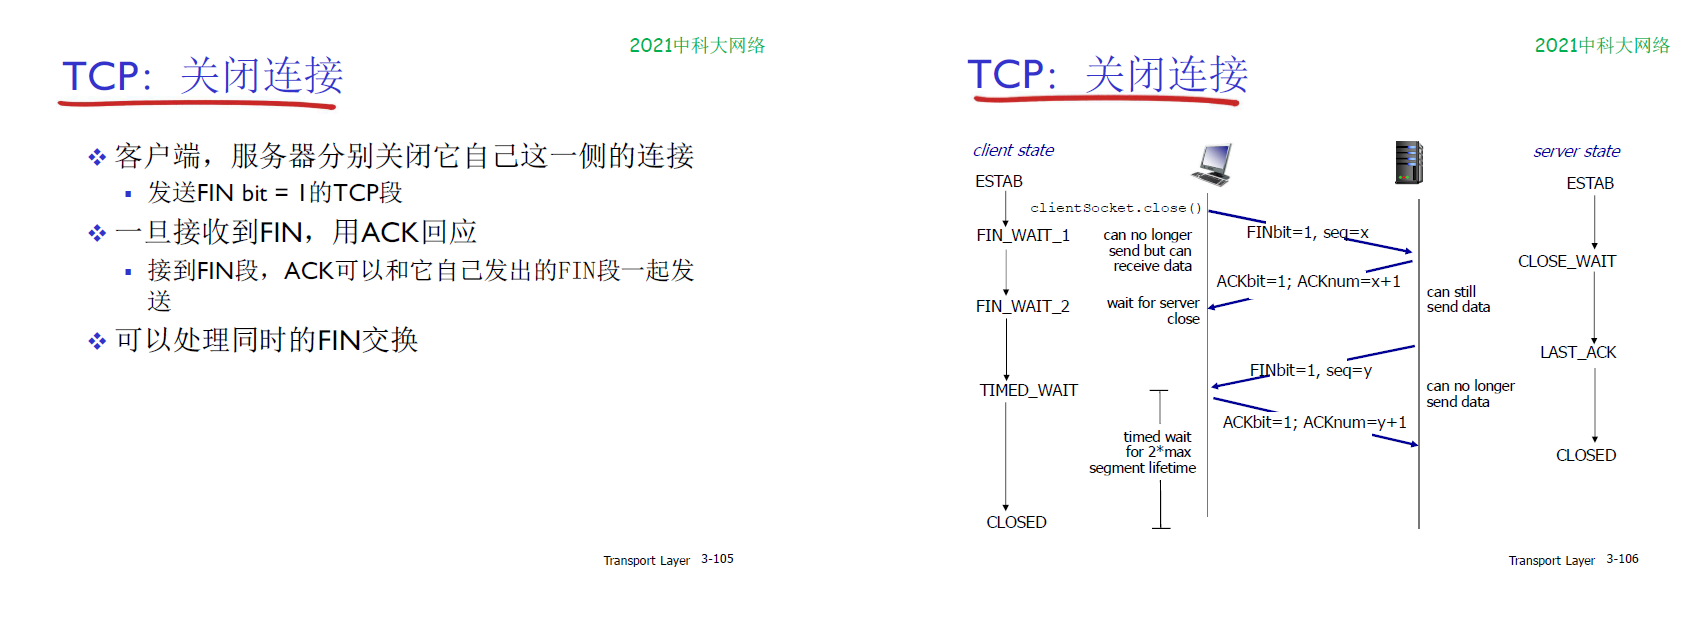 2021中科大网络
TCP: 关闭连接
客户端，服务器分别关闭它自己这一侧的连接
发送FIN bit = 1的TCP段
一旦接收到FIN，用ACK回应
接到FIN段，ACK可以和它自己发出的FIN段一起发
送
可以处理同时的FIN交换
Transport Layer 3-105
2021中科大网络
TCP: 关闭连接
client state
server state
ESTAB
ESTAB
clientSocket.close()
FIN_WAIT_1
can no longer
send but can
receive data
FINbit=1, seq=x
CLOSE_WAIT
ACKbit=1; ACKnum=x+1
can still
send data
FIN_WAIT_2
wait for server
close
LAST_ACK
FINbit=1, seq=y
can no longer
send data
TIMED_WAIT
ACKbit=1; ACKnum=y+1
timed wait
for 2*max
segment lifetime
CLOSED
CLOSED
Transport Layer 3-106